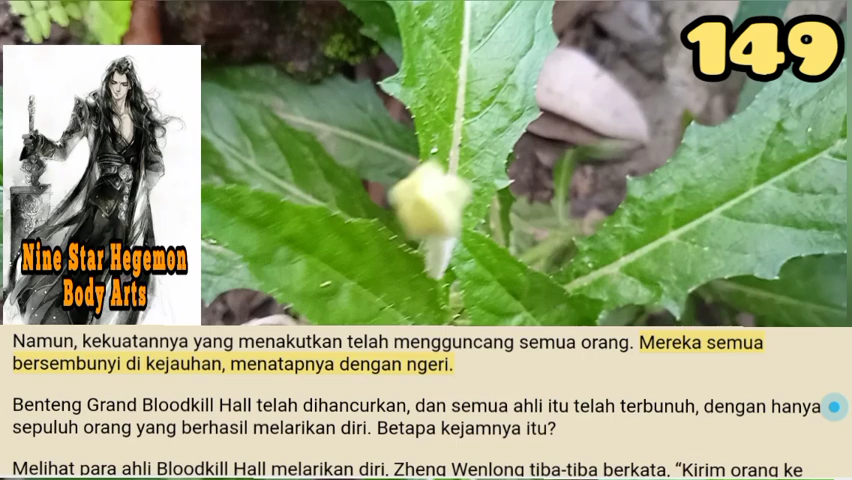 149
Nine Star Hegemon
Body Arts
Namun, kekuatannya yang menakutkan telah mengguncang semua orang. Mereka semua
bersembunyi di kejauhan, menatapnya dengan ngeri.
Benteng Grand Bloodkill Hall telah dihancurkan, dan semua ahli itu telah terbunuh, dengan hanya
sepuluh orang yang berhasil melarikan diri. Betapa kejamnya itu?
Melihat para ahli Bloodkill Hall melarikan diri, Zheng Wenlong tiba-tiba berkata, “Kirim orang ke